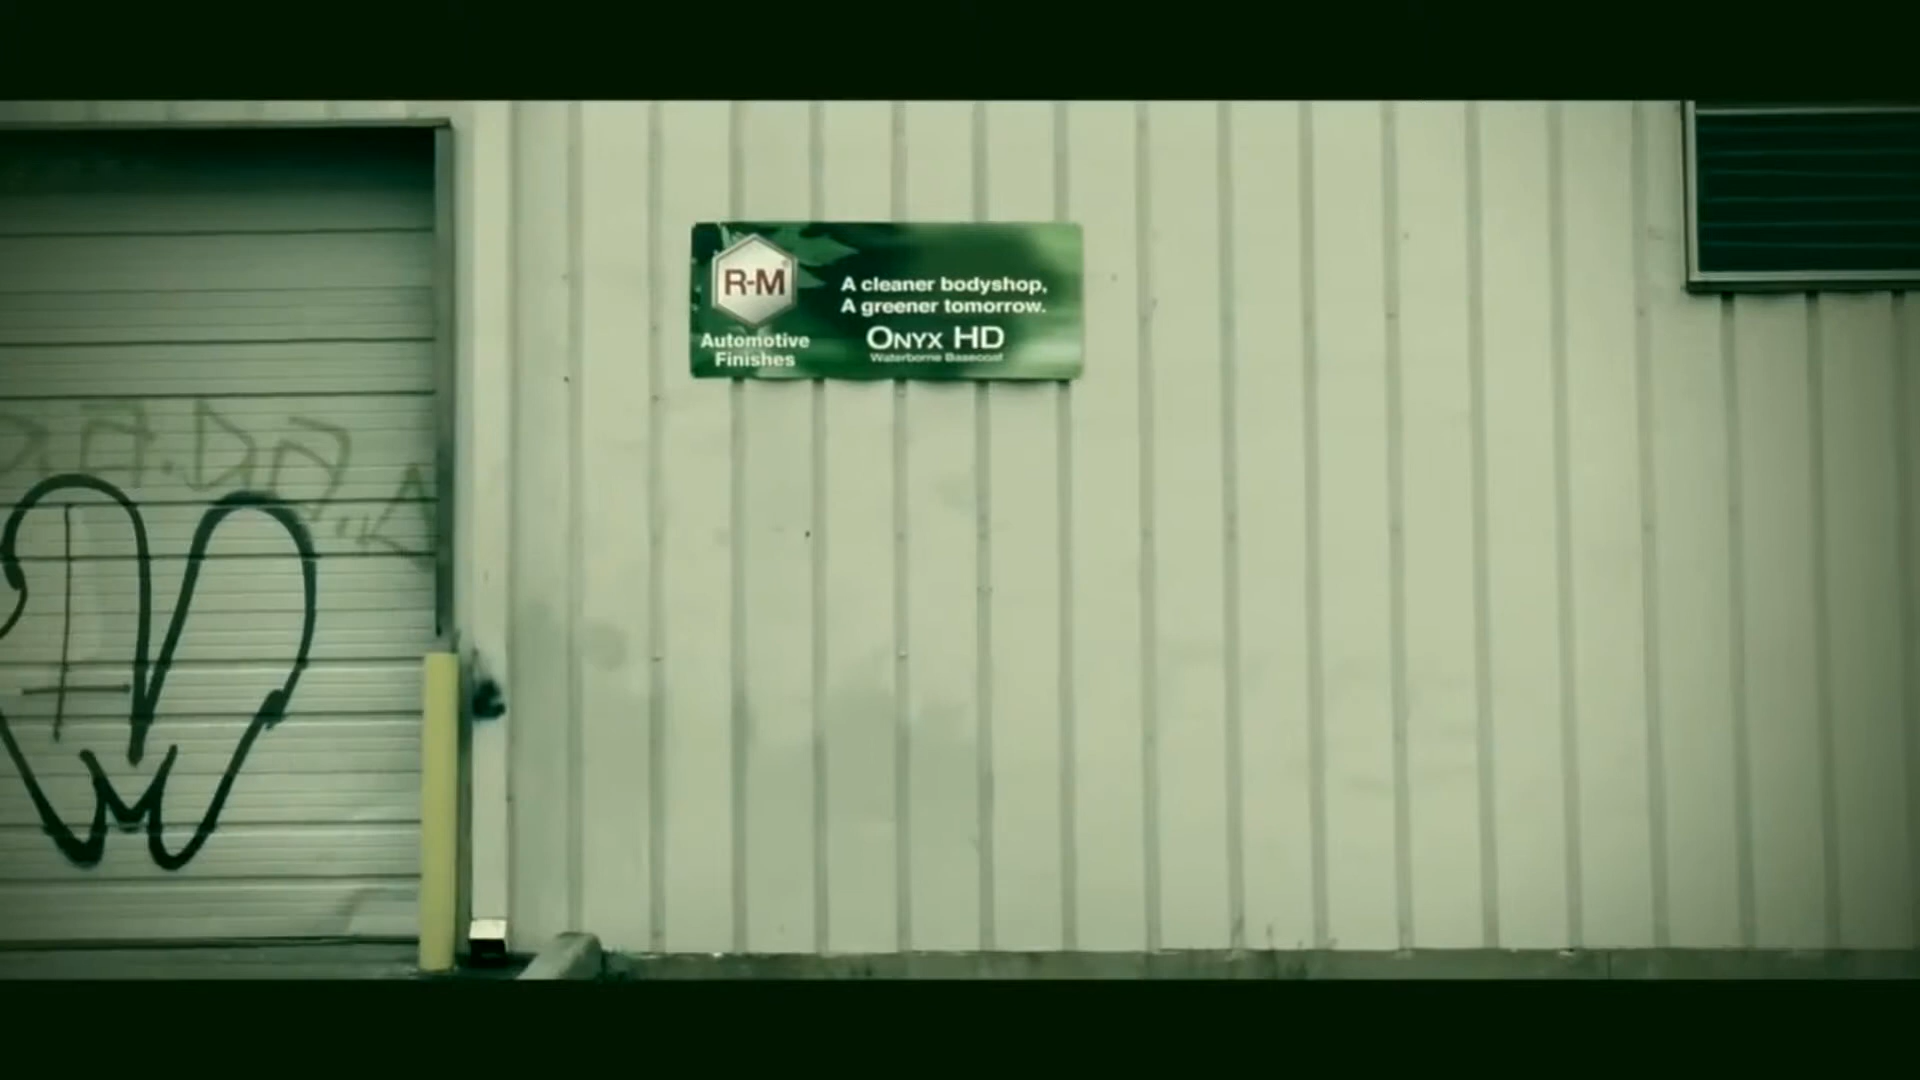 R-M
Automotive
Finishes
A cleaner bodyshop,
A greener tomorrow.
ONYX HD
Waterborne Basecoat